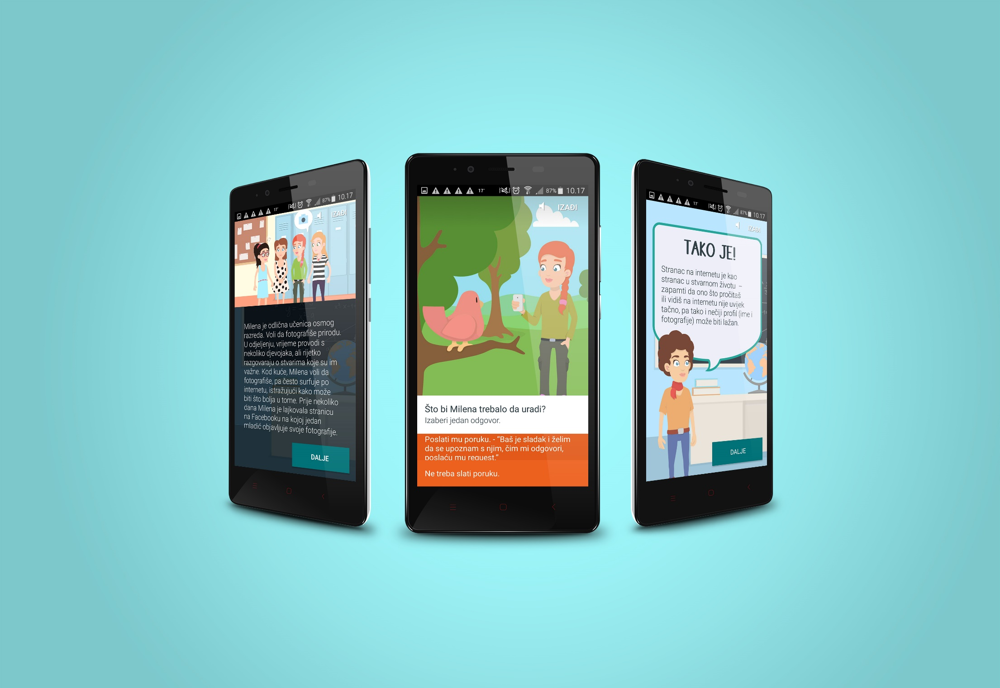 17°
87%
10.17
IZAĐI
Milena je odlična učenica osmog
razreda. Voli da fotografiše prirodu.
U odjeljenju, vrijeme provodi s
nekoliko djevojaka, ali rijetko
razgovaraju o stvarima koje su im
važne. Kod kuće, Milena voli da
fotografiše, pa često surfuje po
internetu, istražujući kako može
biti što bolja u tome. Prije nekoliko
dana Milena je lajkovala stranicu
na Facebooku na kojoj jedan
mladić objavljuje svoje fotografije.
DALJE
17°
87%
10.17
IZAĐI
Što bi Milena trebalo da uradi?
Izaberi jedan odgovor.
Poslati mu poruku. - “Baš je sladak i želim
da se upoznam s njim, čim mi odgovori,
poslaću mu request.”
Ne treba slati poruku.
17°
87%
10.17
IZAĐI
TAKO JE!
Stranac na internetu je kao
stranac u stvarnom životu –
zapamti da ono što pročitaš
ili vidiš na internetu nije uvijek
tačno, pa tako i nečiji profil (ime i
fotografije) može biti lažan.
DALJE